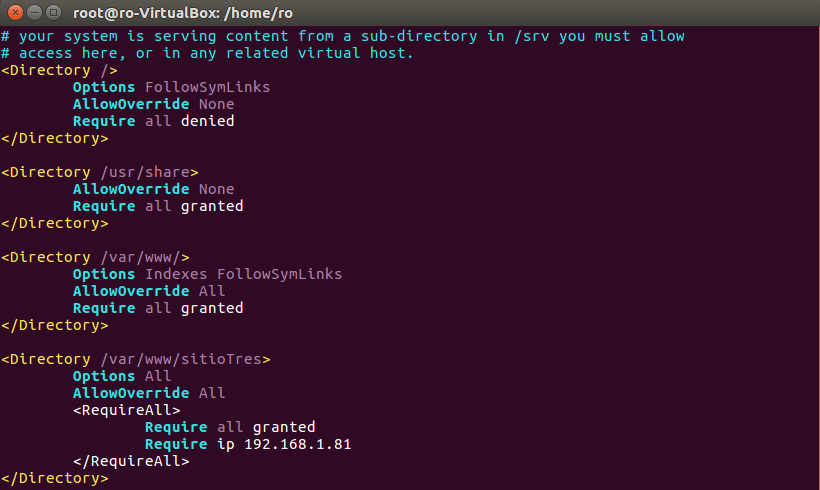 root@ro-VirtualBox: /home/ro
# your system is serving content from a sub-directory in /srv you must allow
# access here, or in any related virtual host.
<Directory />
        Options FollowSymLinks
        AllowOverride None
        Require all denied
</Directory>

<Directory /usr/share>
        AllowOverride None
        Require all granted
</Directory>

<Directory /var/www/>
        Options Indexes FollowSymLinks
        AllowOverride All
        Require all granted
</Directory>

<Directory /var/www/sitioTres>
        Options All
        AllowOverride All
        <RequireAll>
                Require all granted
                Require ip 192.168.1.81
        </RequireAll>
</Directory>